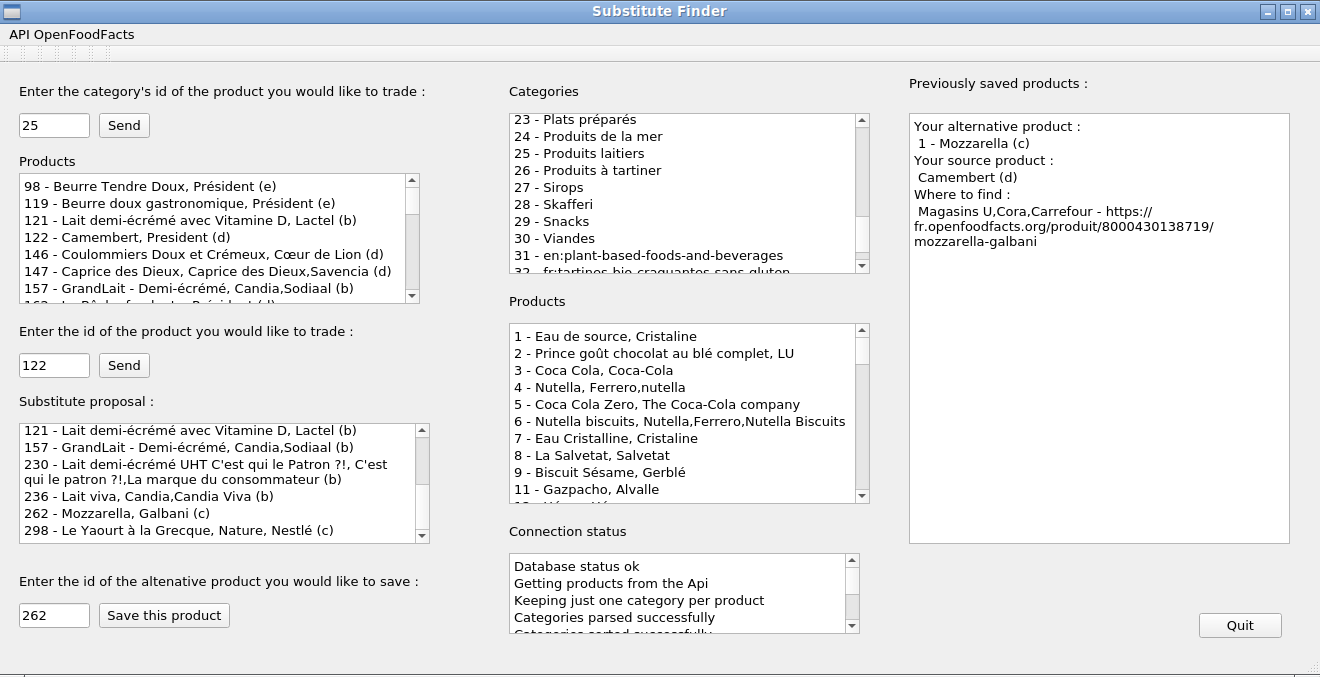 Substitute Finder
API OpenFoodFacts
Enter the category's id of the product you would like to trade :
25
Send
Products
98 - Beurre Tendre Doux, Président (e)
119 - Beurre doux gastronomique, Président (e)
121 - Lait demi-écrémé avec Vitamine D, Lactel (b)
122 - Camembert, President (d)
146 - Coulommiers Doux et Crémeux, Cœur de Lion (d)
147 - Caprice des Dieux, Caprice des Dieux,Savencia (d)
157 - GrandLait - Demi-écrémé, Candia,Sodiaal (b)
Enter the id of the product you would like to trade :
122
Send
Substitute proposal :
121 - Lait demi-écrémé avec Vitamine D, Lactel (b)
157 - GrandLait - Demi-écrémé, Candia,Sodiaal (b)
230 - Lait demi-écrémé UHT C'est qui le Patron ?!, C'est
qui le patron ?!,La marque du consommateur (b)
236 - Lait viva, Candia,Candia Viva (b)
262 - Mozzarella, Galbani (c)
298 - Le Yaourt à la Grecque, Nature, Nestlé (c)
Enter the id of the altenative product you would like to save :
262
Save this product
Categories
23 - Plats préparés
24 - Produits de la mer
25 - Produits laitiers
26 - Produits à tartiner
27 - Sirops
28 - Skafferi
29 - Snacks
30 - Viandes
31 - en:plant-based-foods-and-beverages
32 - fr:tartines-bio-craquantes-sans-gluten
Products
1 - Eau de source, Cristaline
2 - Prince goût chocolat au blé complet, LU
3 - Coca Cola, Coca-Cola
4 - Nutella, Ferrero,nutella
5 - Coca Cola Zero, The Coca-Cola company
6 - Nutella biscuits, Nutella,Ferrero,Nutella Biscuits
7 - Eau Cristalline, Cristaline
8 - La Salvetat, Salvetat
9 - Biscuit Sésame, Gerblé
11 - Gazpacho, Alvalle
Connection status
Database status ok
Getting products from the Api
Keeping just one category per product
Categories parsed successfully
Categories sorted successfully
Previously saved products :
Your alternative product :
1 - Mozzarella (c)
Your source product :
Camembert (d)
Where to find :
Magasins U,Cora,Carrefour - https://
fr.openfoodfacts.org/produit/8000430138719/
mozzarella-galbani
Quit